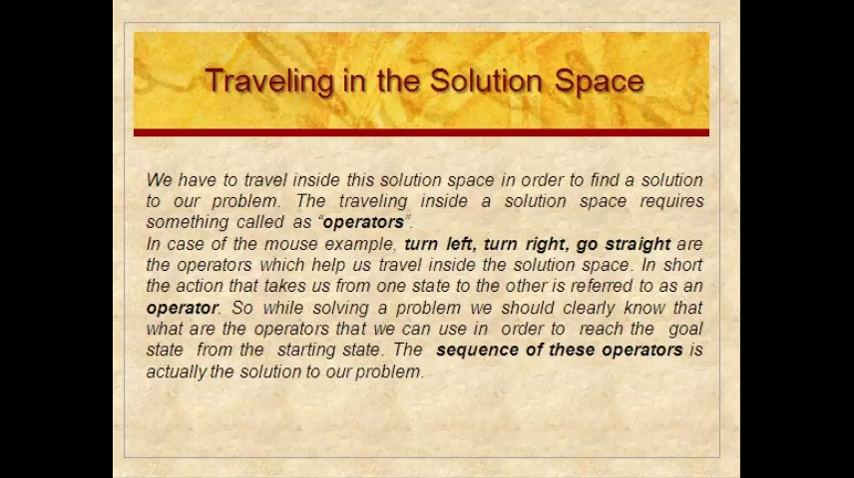 Traveling in the Solution Space
We have to travel inside this solution space in order to find a solution
to our problem. The traveling inside a solution space requires
something called as “operators”.
In case of the mouse example, turn left, turn right, go straight are
the operators which help us travel inside the solution space. In short
the action that takes us from one state to the other is referred to as an
operator. So while solving a problem we should clearly know that
what are the operators that we can use in order to reach the goal
state from the starting state. The sequence of these operators is
actually the solution to our problem.